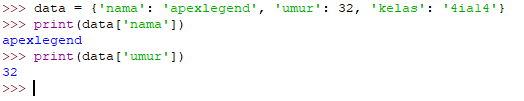 >>> data = {'nama': 'apexlegend', 'umur': 32, 'kelas': '4ia14'}
>>> print(data['nama'])
apexlegend
>>> print(data['umur'])
32
>>>